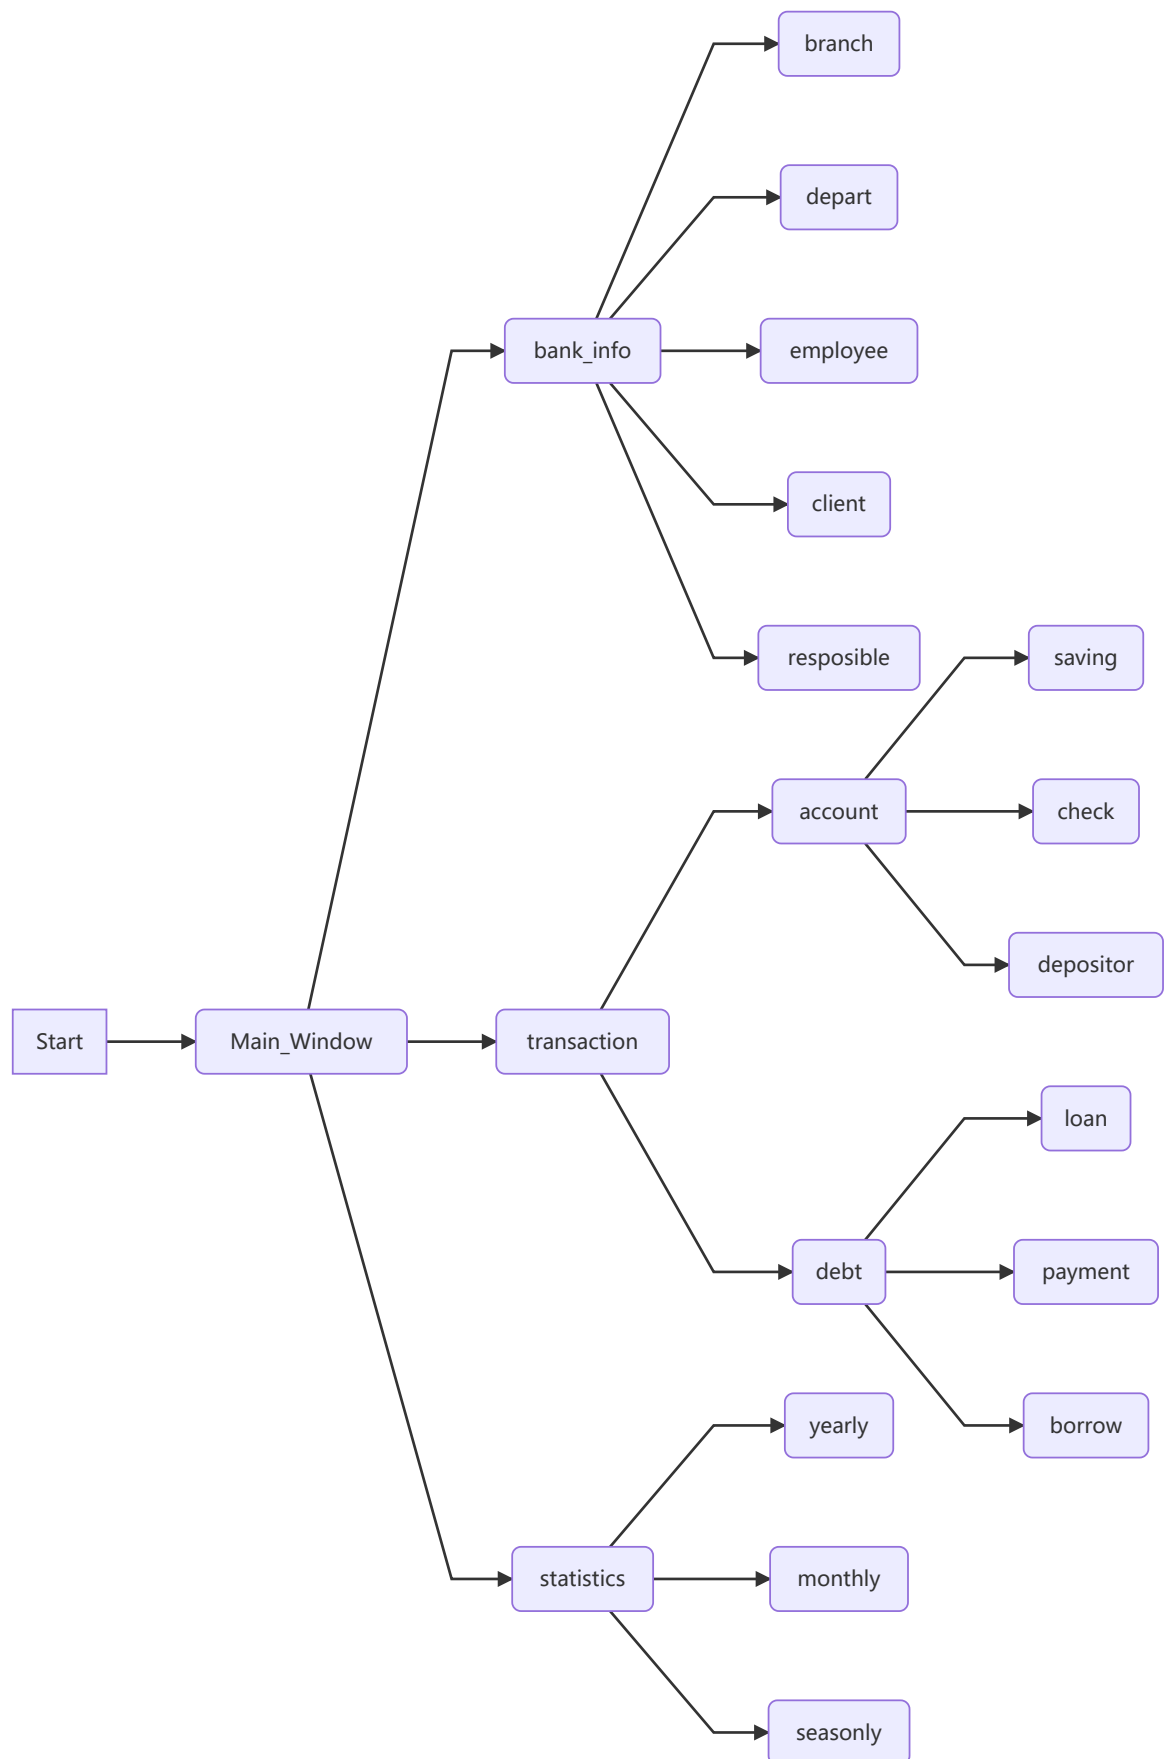 branch
depart
bank_info
employee
client
resposible
saving
account
check
depositor
Start
Main_Window
transaction
loan
debt
payment
borrow
yearly
statistics
monthly
seasonly